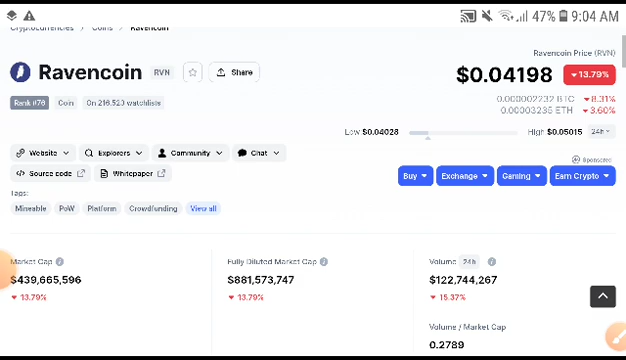 47% 9:04 AM
Cryptocurrencies Coins Ravencoin
Ravencoin RVN Share
Ravencoin Price (RVN)
$0.04198 13.79%
Rank #76 Coin On 216,523 watchlists
0.000002232 BTC 8.31%
0.00003235 ETH 3.60%
Low $0.04028 High $0.05015 24h
Website Explorers Community Chat
Source code Whitepaper
Sponsored
Buy Exchange Gaming Earn Crypto
Tags:
Mineable PoW Platform Crowdfunding View all
Market Cap Fully Diluted Market Cap Volume 24h
$439,665,596 $881,573,747 $122,744,267
13.79% 13.79% 15.37%
Volume / Market Cap
0.2789